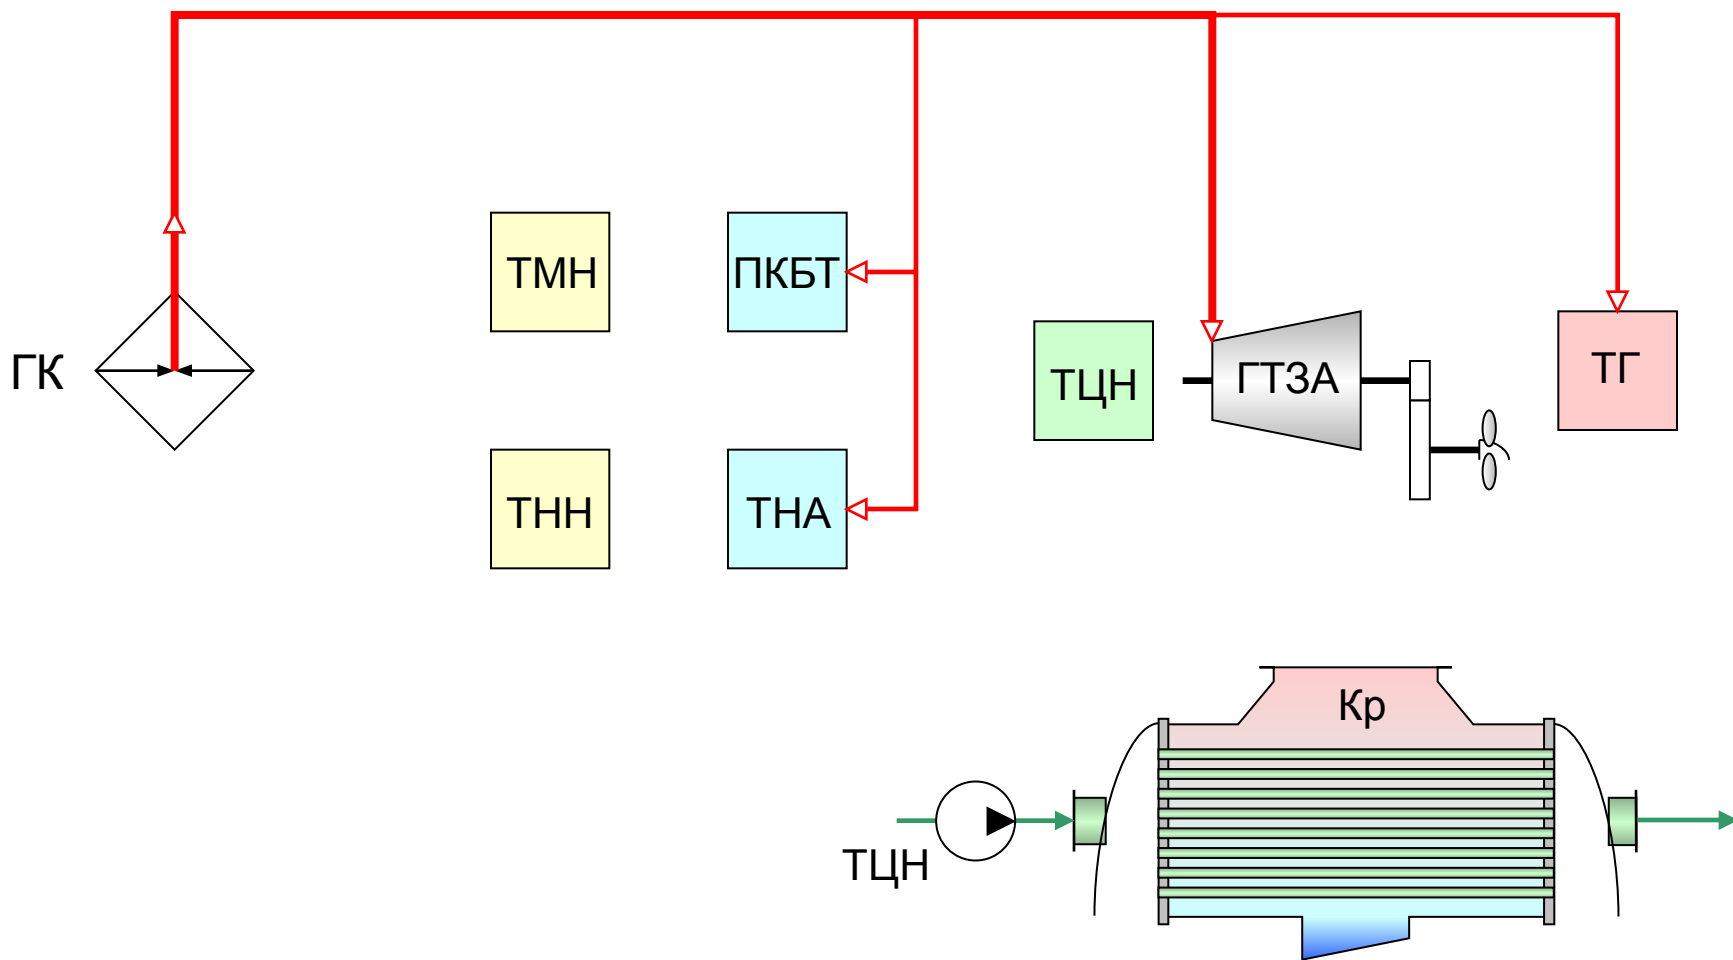 ТМН
ПКБТ
ГК
ТЦН
ГТЗА
ТГ
ТНН
ТНА
Кр
ТЦН